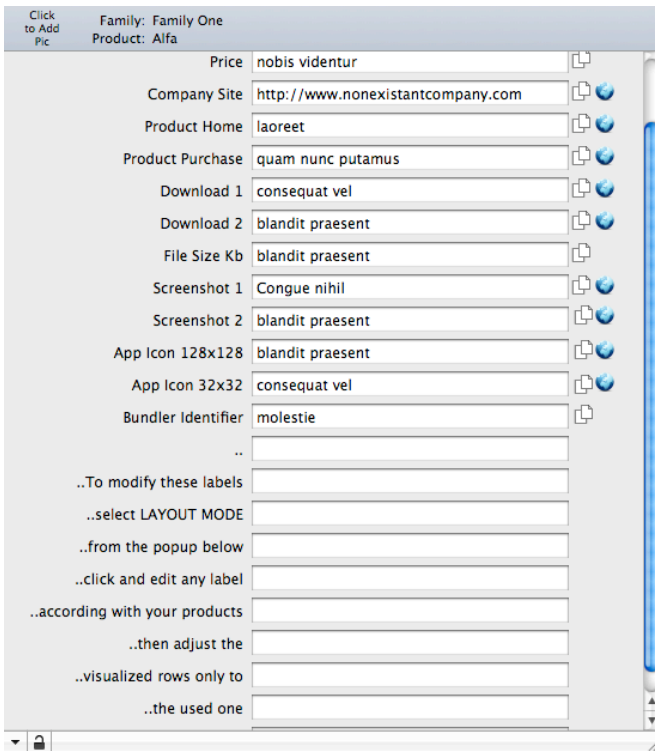 Click
to Add
Pic
Family: Family One
Product: Alfa
Price nobis videntur
Company Site http://www.nonexistantcompany.com
Product Home laoreet
Product Purchase quam nunc putamus
Download 1 consequat vel
Download 2 blandit praesent
File Size Kb blandit praesent
Screenshot 1 Congue nihil
Screenshot 2 blandit praesent
App Icon 128x128 blandit praesent
App Icon 32x32 consequat vel
Bundler Identifier molestie
..
..To modify these labels
..select LAYOUT MODE
..from the popup below
..click and edit any label
..according with your products
..then adjust the
..visualized rows only to
..the used one